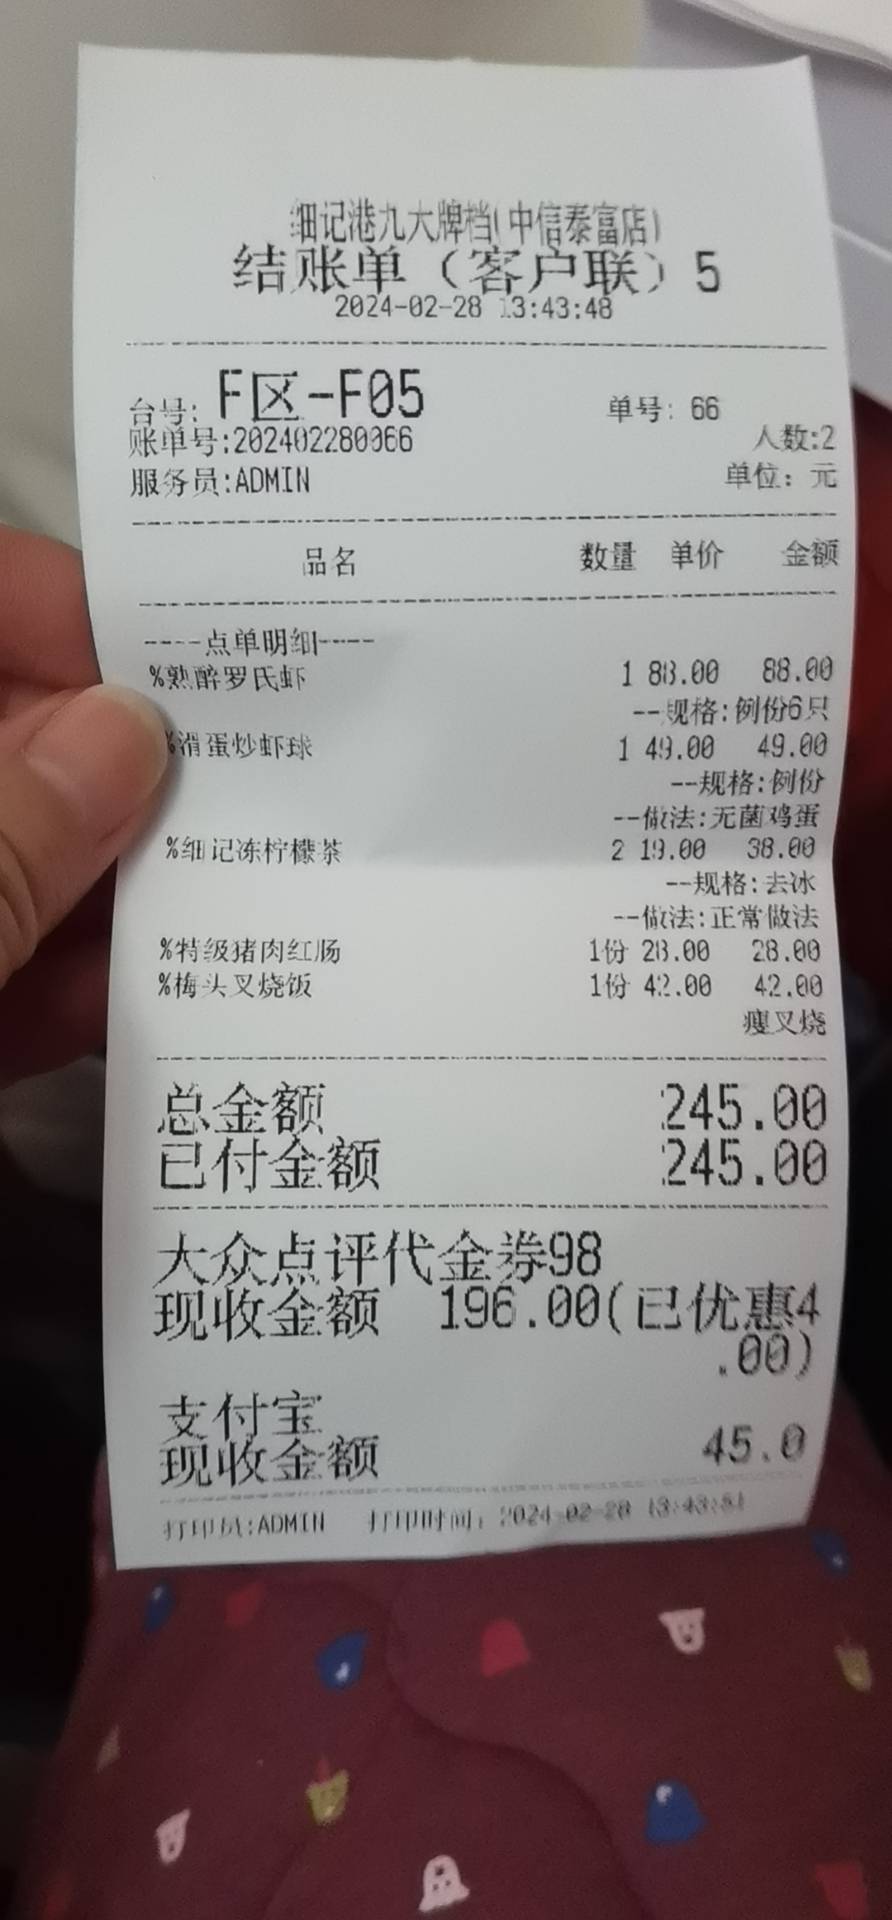 细记港九大牌档(中信泰富店)
结账单（客户联）5
2024-02-28 13:43:48
台号: F区-F05 单号: 66
账单号:202402280066 人数:2
服务员:ADMIN 单位: 元
品名 数量 单价 金额
----点单明细----
%熟醉罗氏虾 1 88.00 88.00
--规格:例份6只
%滑蛋炒虾球 1 49.00 49.00
--规格:例份
--做法:无菌鸡蛋
%细记冻柠檬茶 2 19.00 38.00
--规格:去冰
--做法:正常做法
%特级猪肉红肠 1份 28.00 28.00
%梅头叉烧饭 1份 42.00 42.00
瘦叉烧
总金额 245.00
已付金额 245.00
大众点评代金券98
现收金额 196.00(已优惠4
.00)
支付宝
现收金额 45.0
打印员:ADMIN 打印时间: 2024-02-28 13:43:51